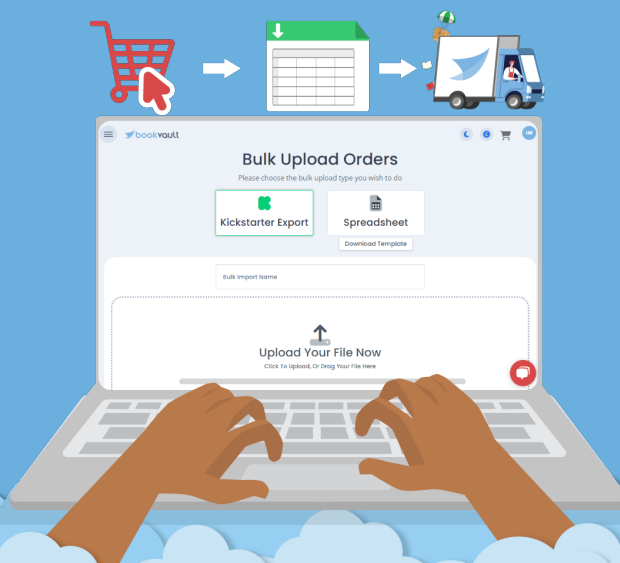 bookvault
UM
Bulk Upload Orders
Please choose the bulk upload type you wish to do
Kickstarter Export
Spreadsheet
Download Template
Bulk Import Name
Upload Your File Now
Click To Upload, Or Drag Your File Here